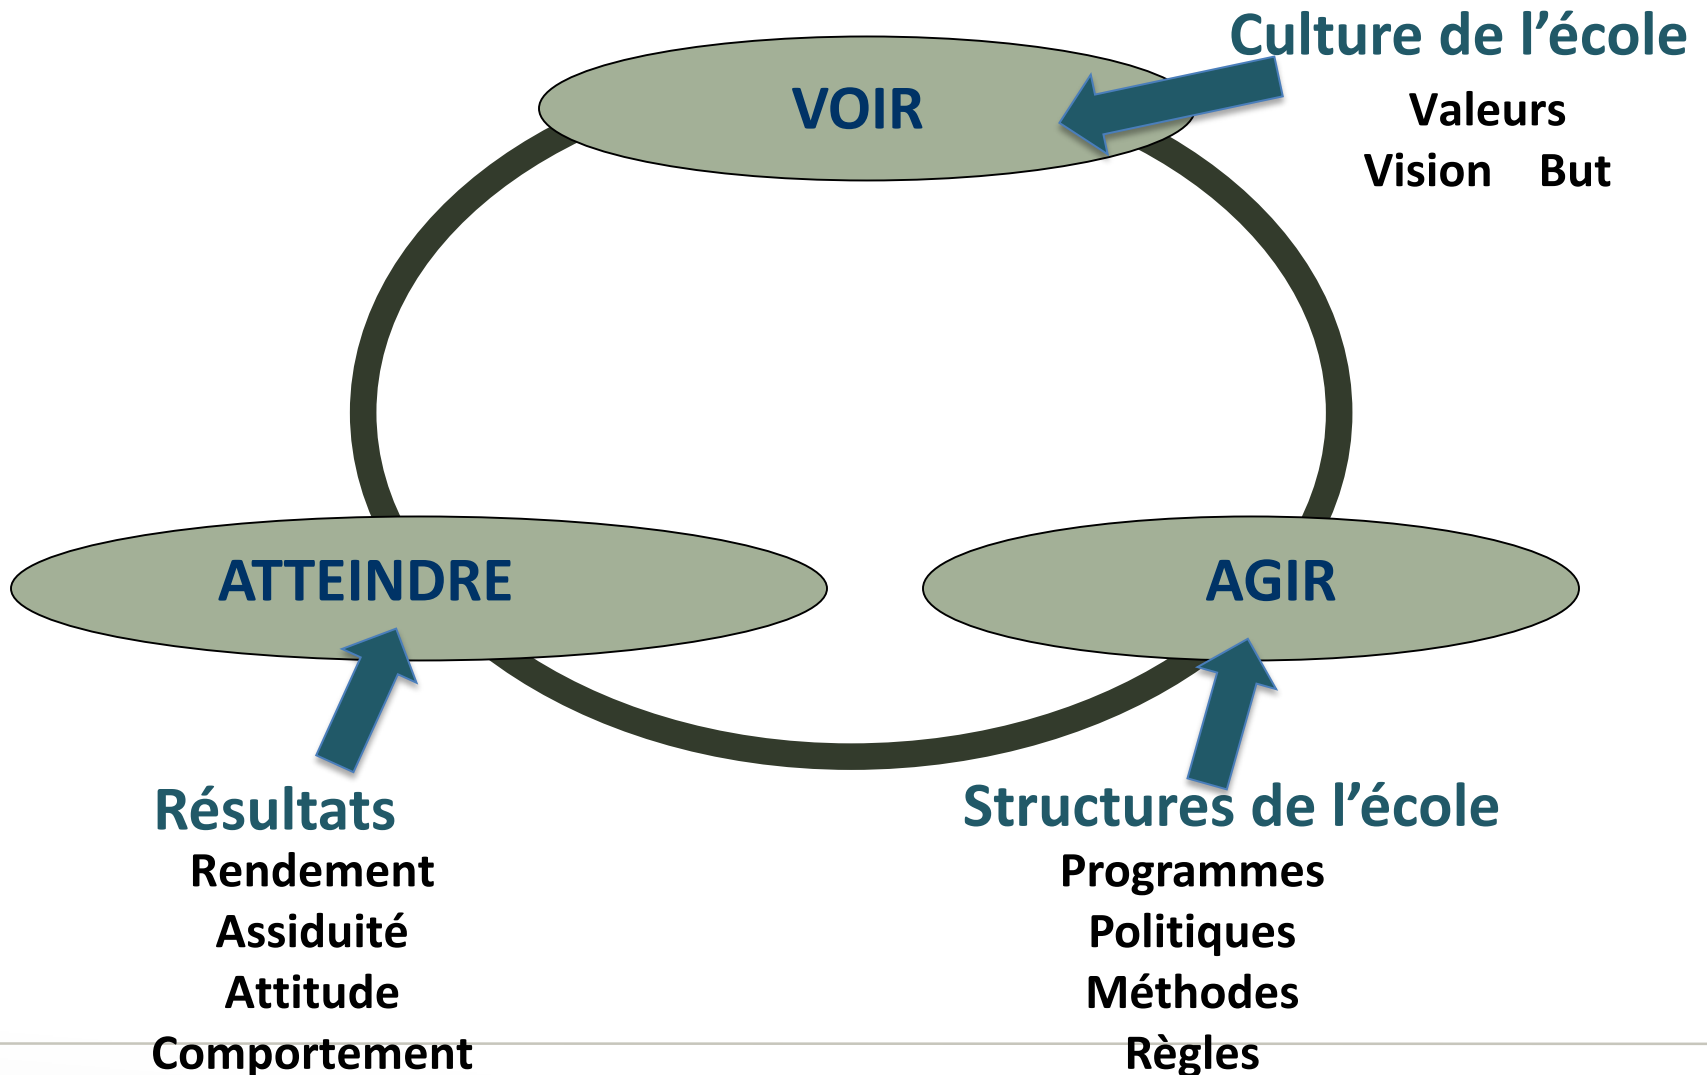 Culture de l’école
VOIR
Valeurs
Vision But
ATTEINDRE
AGIR
Résultats
Rendement
Assiduité
Attitude
Comportement
Structures de l’école
Programmes
Politiques
Méthodes
Règles